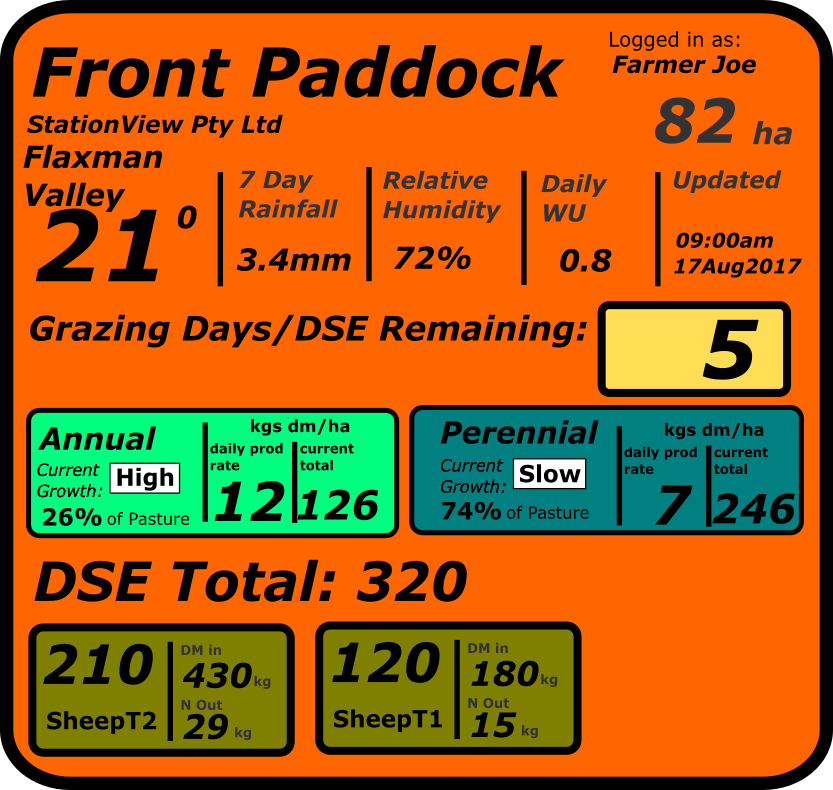 Front Paddock
Logged in as:
Farmer Joe
StationView Pty Ltd
82 ha
Flaxman
Valley
21 0
7 Day
Rainfall
3.4mm
Relative
Humidity
72%
Daily
WU
0.8
Updated
09:00am
17Aug2017
Grazing Days/DSE Remaining:
5
Annual
Current
Growth:
High
26% of Pasture
kgs dm/ha
daily prod
rate
12
current
total
126
Perennial
Current
Growth:
Slow
74% of Pasture
kgs dm/ha
daily prod
rate
7
current
total
246
DSE Total: 320
210
SheepT2
DM in
430 kg
N Out
29 kg
120
SheepT1
DM in
180 kg
N Out
15 kg